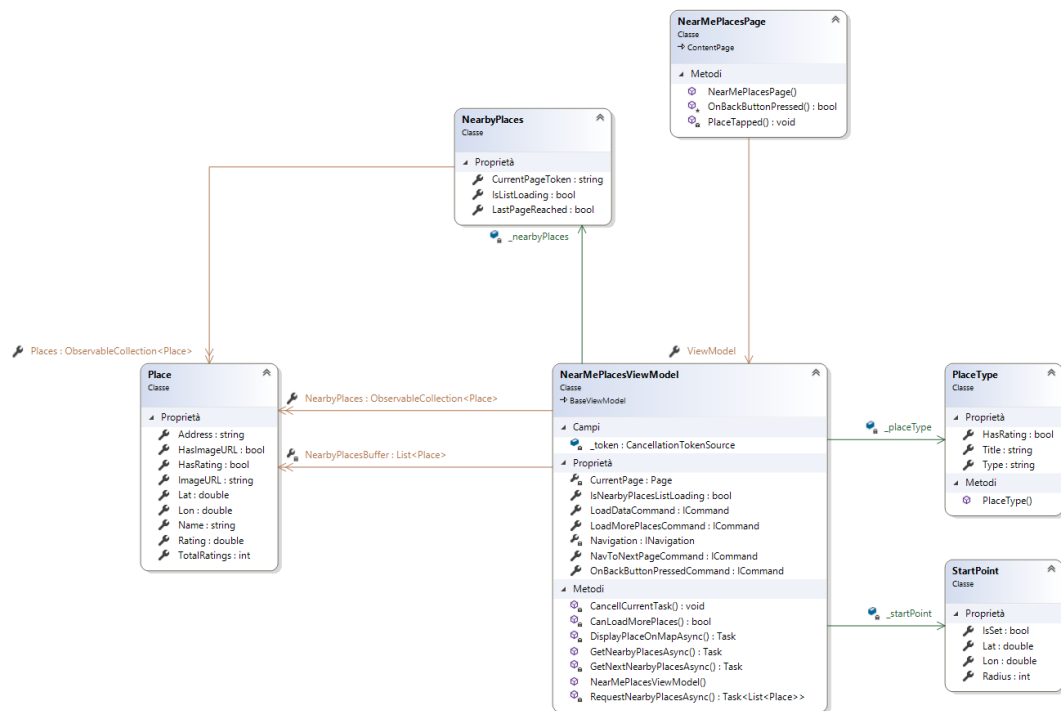 NearMePlacesPage
Classe
ContentPage
Metodi
NearMePlacesPage()
OnBackButtonPressed() : bool
PlaceTapped() : void
NearbyPlaces
Classe
Proprietà
CurrentPageToken : string
IsListLoading : bool
LastPageReached : bool
_nearbyPlaces
Places : ObservableCollection<Place>
ViewModel
Place
Classe
Proprietà
Address : string
HasImageURL : bool
HasRating : bool
ImageURL : string
Lat : double
Lon : double
Name : string
Rating : double
TotalRatings : int
NearbyPlaces : ObservableCollection<Place>
NearbyPlacesBuffer : List<Place>
NearMePlacesViewModel
Classe
BaseViewModel
Campi
_token : CancellationTokenSource
Proprietà
CurrentPage : Page
IsNearbyPlacesListLoading : bool
LoadDataCommand : ICommand
LoadMorePlacesCommand : ICommand
Navigation : INavigation
NavToNextPageCommand : ICommand
OnBackButtonPressedCommand : ICommand
Metodi
CancellCurrentTask() : void
CanLoadMorePlaces() : bool
DisplayPlaceOnMapAsync() : Task
GetNearbyPlacesAsync() : Task
GetNextNearbyPlacesAsync() : Task
NearMePlacesViewModel()
RequestNearbyPlacesAsync() : Task<List<Place>>
_placeType
PlaceType
Classe
Proprietà
HasRating : bool
Title : string
Type : string
Metodi
PlaceType()
_startPoint
StartPoint
Classe
Proprietà
IsSet : bool
Lat : double
Lon : double
Radius : int